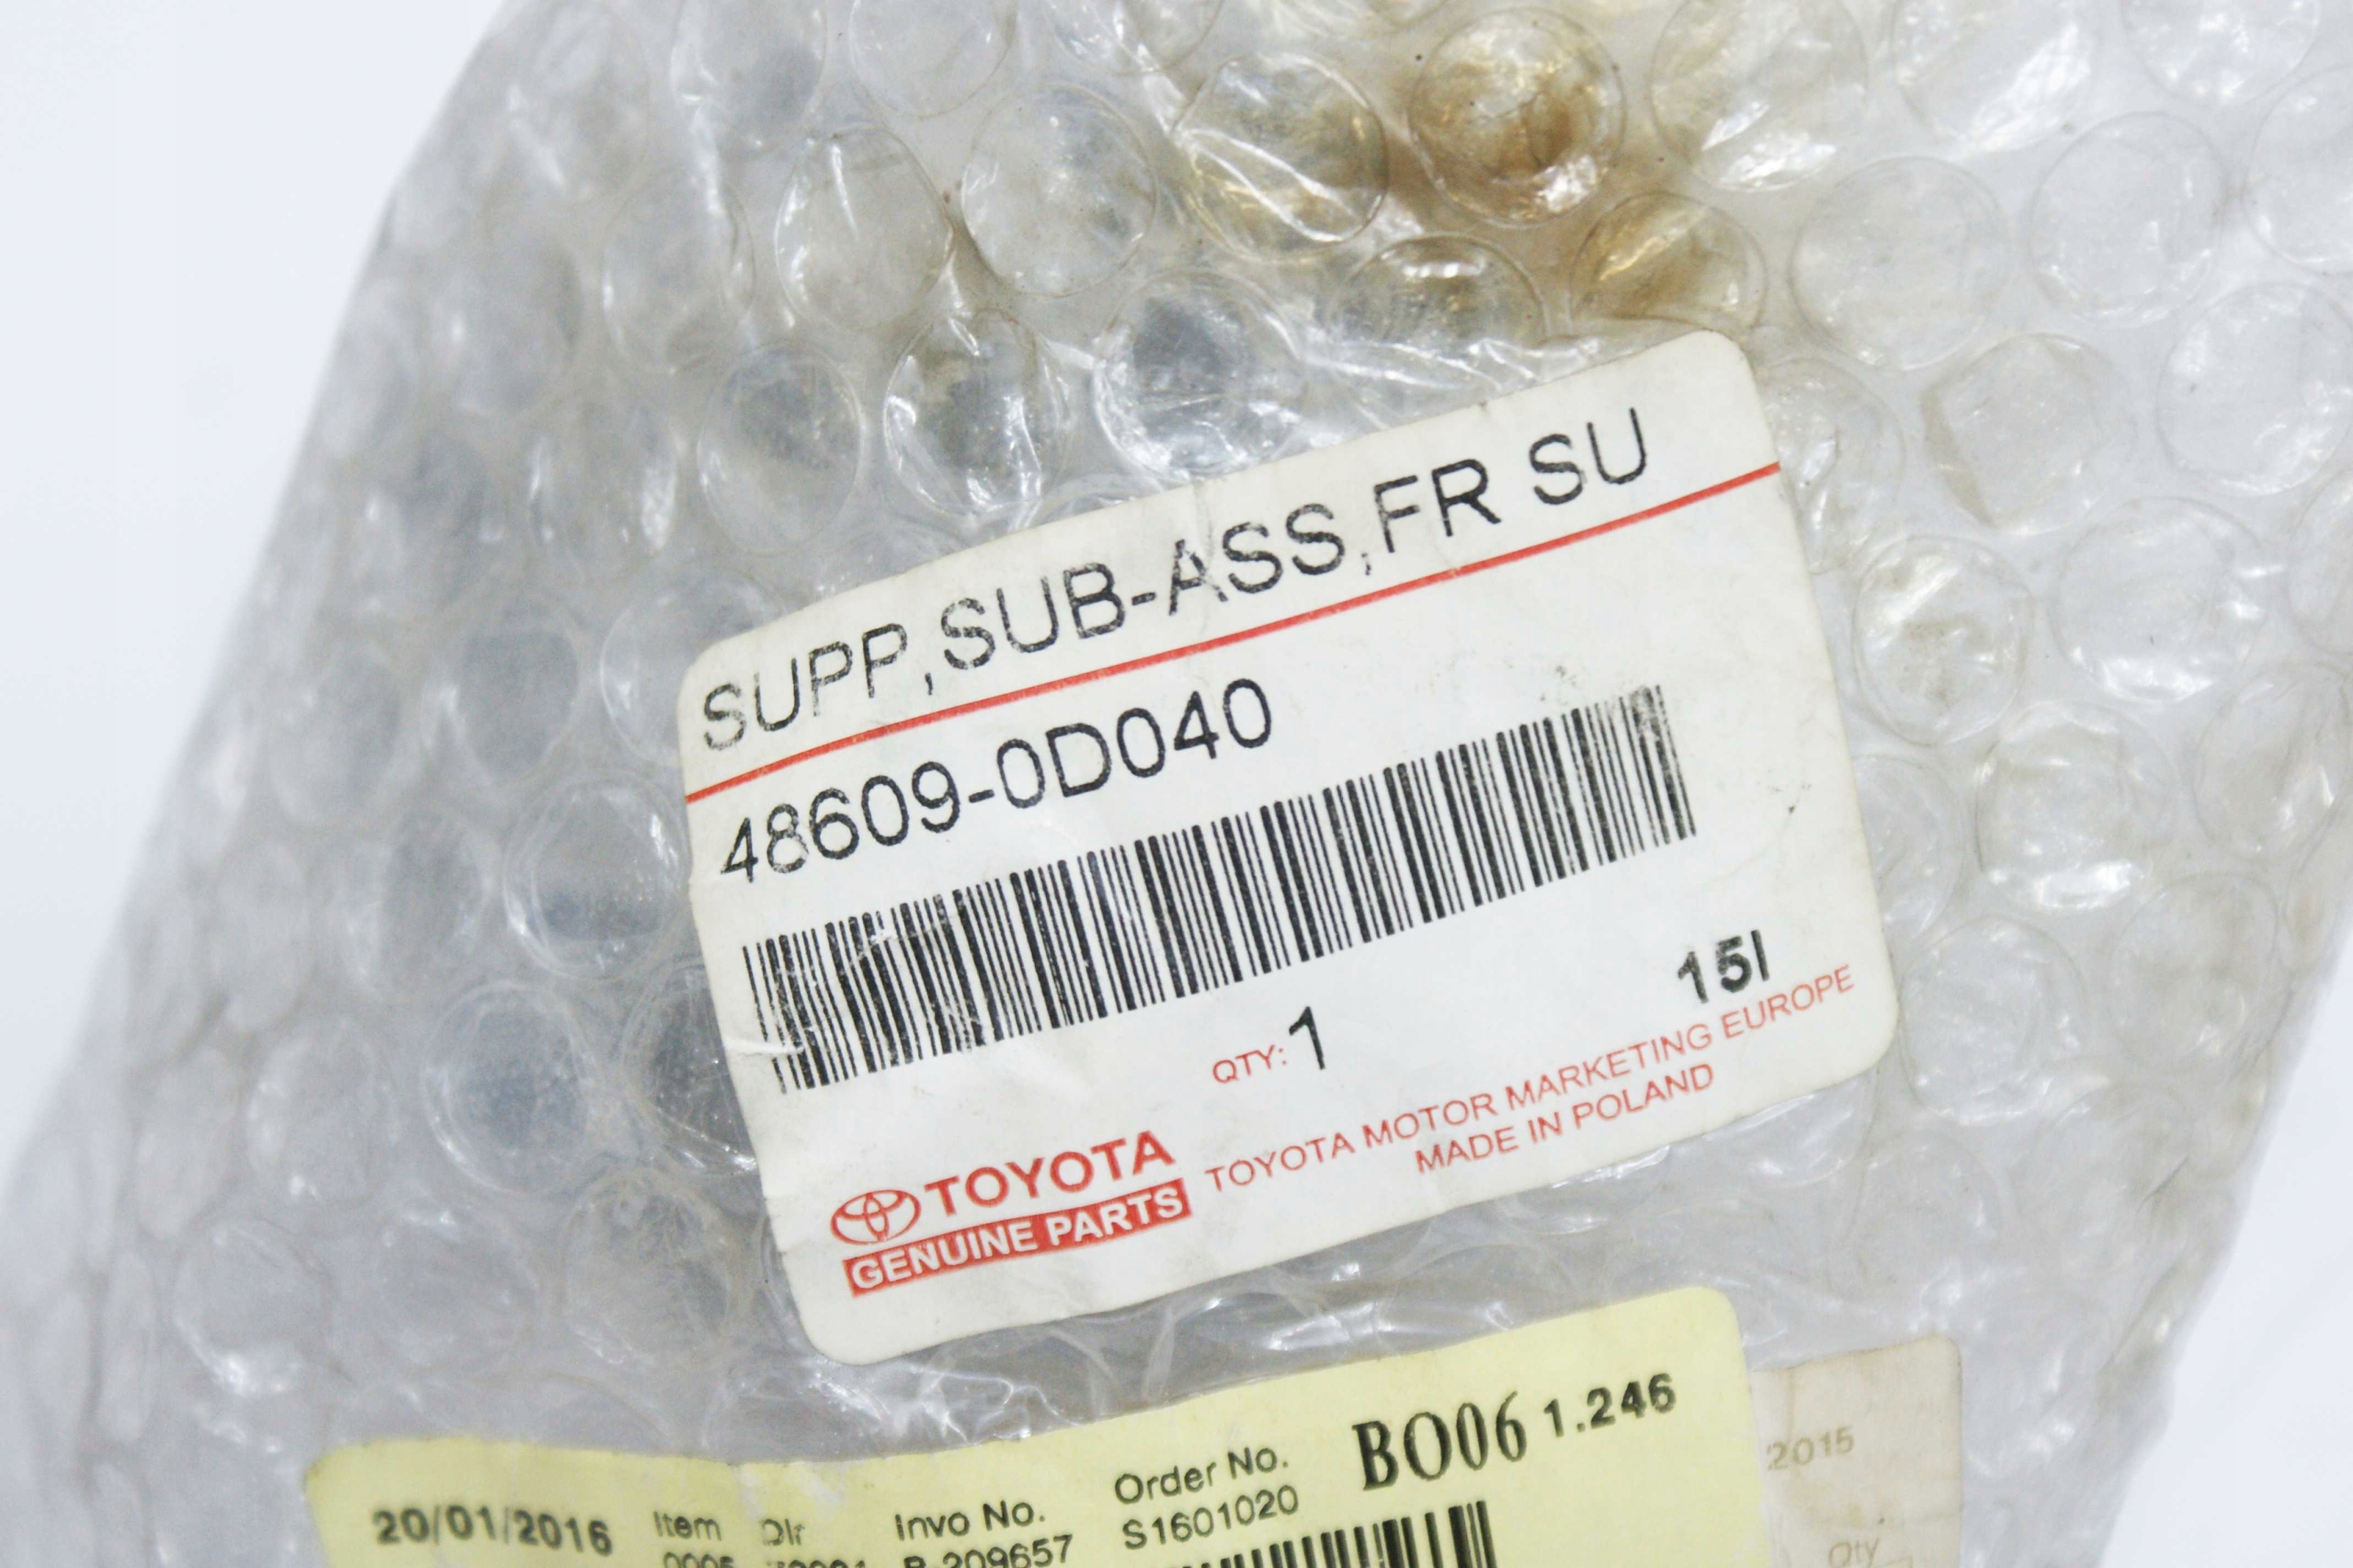 SUPP,SUB-ASS,FR SU
48609-0D040
QTY: 1
15I
TOYOTA
GENUINE PARTS
TOYOTA MOTOR MARKETING EUROPE
MADE IN POLAND
BO06 1.246
20/01/2016 Item Dlr Invo No. Order No.
209657 S1601020
2015
Qty